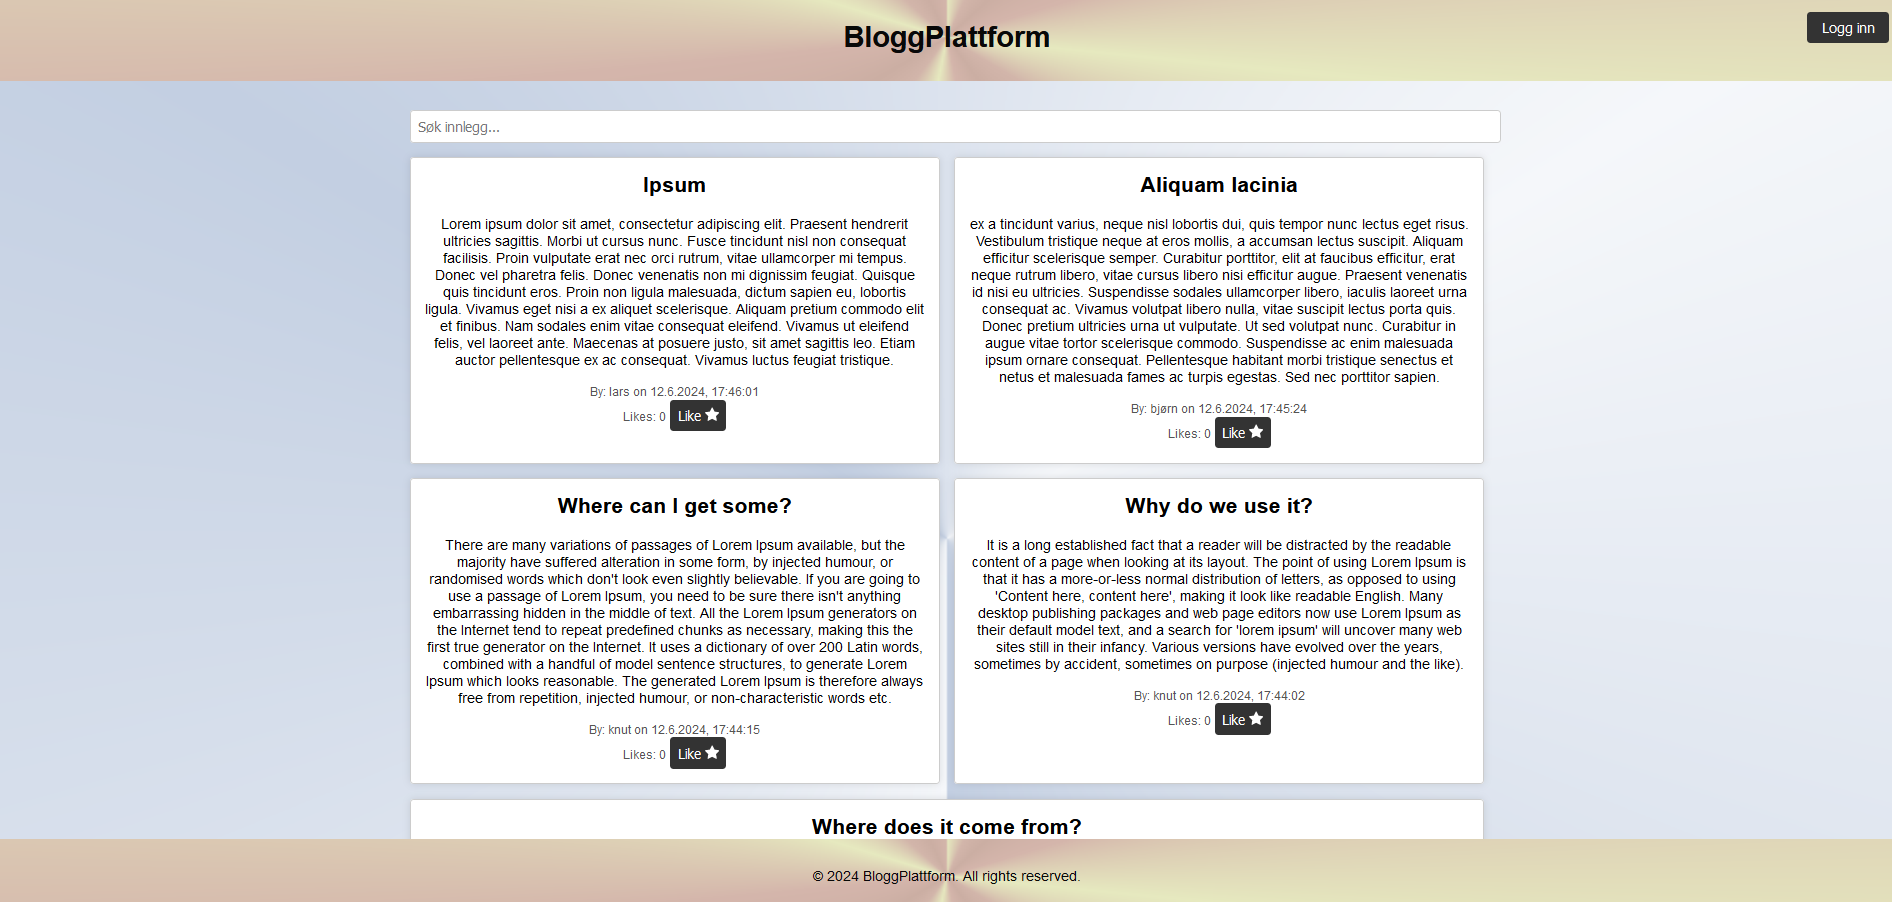 BloggPlattform
Logg inn
Søk innlegg...
Ipsum
Lorem ipsum dolor sit amet, consectetur adipiscing elit. Praesent hendrerit
ultricies sagittis. Morbi ut cursus nunc. Fusce tincidunt nisl non consequat
facilisis. Proin vulputate erat nec orci rutrum, vitae ullamcorper mi tempus.
Donec vel pharetra felis. Donec venenatis non mi dignissim feugiat. Quisque
quis tincidunt eros. Proin non ligula malesuada, dictum sapien eu, lobortis
ligula. Vivamus eget nisi a ex aliquet scelerisque. Aliquam pretium commodo elit
et finibus. Nam sodales enim vitae consequat eleifend. Vivamus ut eleifend
felis, vel laoreet ante. Maecenas at posuere justo, sit amet sagittis leo. Etiam
auctor pellentesque ex ac consequat. Vivamus luctus feugiat tristique.
By: lars on 12.6.2024, 17:46:01
Likes: 0 Like
Aliquam lacinia
ex a tincidunt varius, neque nisl lobortis dui, quis tempor nunc lectus eget risus.
Vestibulum tristique neque at eros mollis, a accumsan lectus suscipit. Aliquam
efficitur scelerisque semper. Curabitur porttitor, elit at faucibus efficitur, erat
neque rutrum libero, vitae cursus libero nisi efficitur augue. Praesent venenatis
id nisi eu ultricies. Suspendisse sodales ullamcorper libero, iaculis laoreet urna
consequat ac. Vivamus volutpat libero nulla, vitae suscipit lectus porta quis.
Donec pretium ultricies urna ut vulputate. Ut sed volutpat nunc. Curabitur in
augue vitae tortor scelerisque commodo. Suspendisse ac enim malesuada
ipsum ornare consequat. Pellentesque habitant morbi tristique senectus et
netus et malesuada fames ac turpis egestas. Sed nec porttitor sapien.
By: bjørn on 12.6.2024, 17:45:24
Likes: 0 Like
Where can I get some?
There are many variations of passages of Lorem Ipsum available, but the
majority have suffered alteration in some form, by injected humour, or
randomised words which don't look even slightly believable. If you are going to
use a passage of Lorem Ipsum, you need to be sure there isn't anything
embarrassing hidden in the middle of text. All the Lorem Ipsum generators on
the Internet tend to repeat predefined chunks as necessary, making this the
first true generator on the Internet. It uses a dictionary of over 200 Latin words,
combined with a handful of model sentence structures, to generate Lorem
Ipsum which looks reasonable. The generated Lorem Ipsum is therefore always
free from repetition, injected humour, or non-characteristic words etc.
By: knut on 12.6.2024, 17:44:15
Likes: 0 Like
Why do we use it?
It is a long established fact that a reader will be distracted by the readable
content of a page when looking at its layout. The point of using Lorem Ipsum is
that it has a more-or-less normal distribution of letters, as opposed to using
'Content here, content here', making it look like readable English. Many
desktop publishing packages and web page editors now use Lorem Ipsum as
their default model text, and a search for 'lorem ipsum' will uncover many web
sites still in their infancy. Various versions have evolved over the years,
sometimes by accident, sometimes on purpose (injected humour and the like).
By: knut on 12.6.2024, 17:44:02
Likes: 0 Like
Where does it come from?
© 2024 BloggPlattform. All rights reserved.